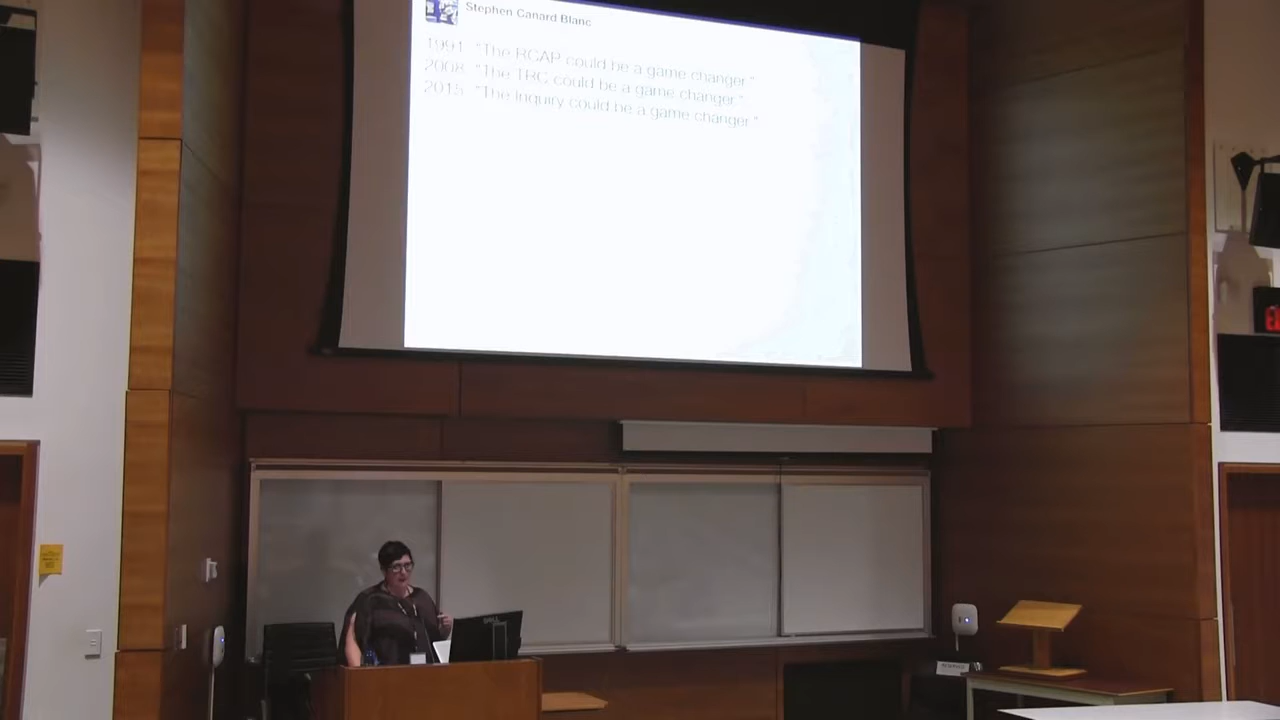 Stephen Canard Blanc
1991: "The RCAP could be a game changer."
2008: "The TRC could be a game changer."
2015: "The Inquiry could be a game changer."
DELL